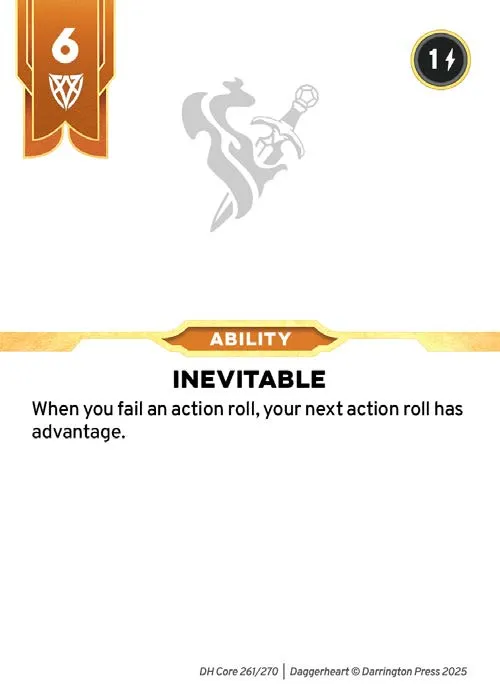 6
1
ABILITY
INEVITABLE
When you fail an action roll, your next action roll has
advantage.
DH Core 261/270 | Daggerheart © Darrington Press 2025